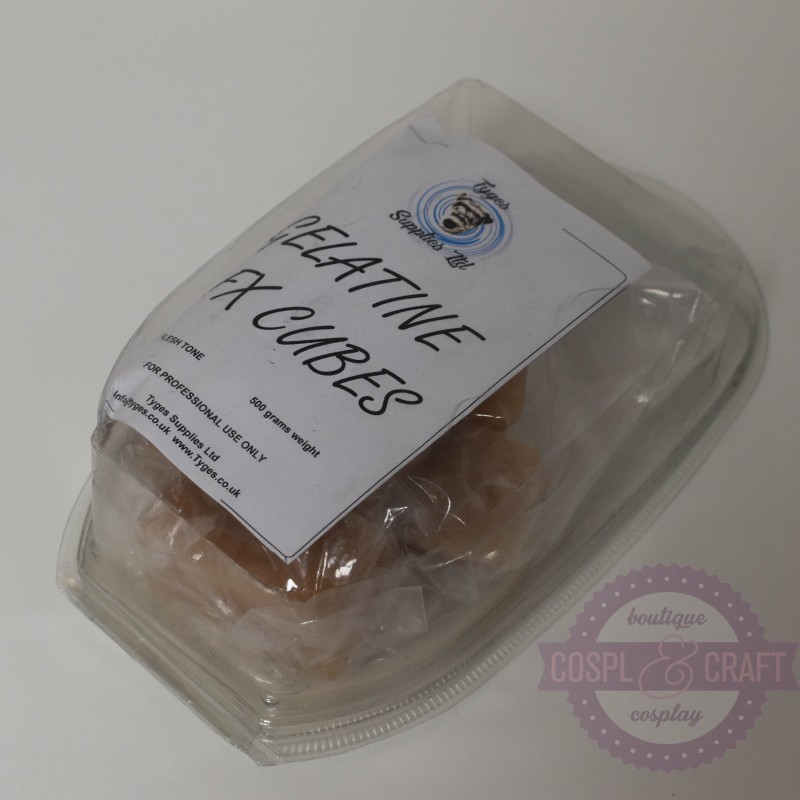 Tyges
Supplies Ltd
GELATINE
FX CUBES
FLESH TONE
500 grams weight
FOR PROFESSIONAL USE ONLY
Tyges Supplies Ltd
info@tyges.co.uk www.Tyges.co.uk
boutique
COSPL & CRAFT
cosplay